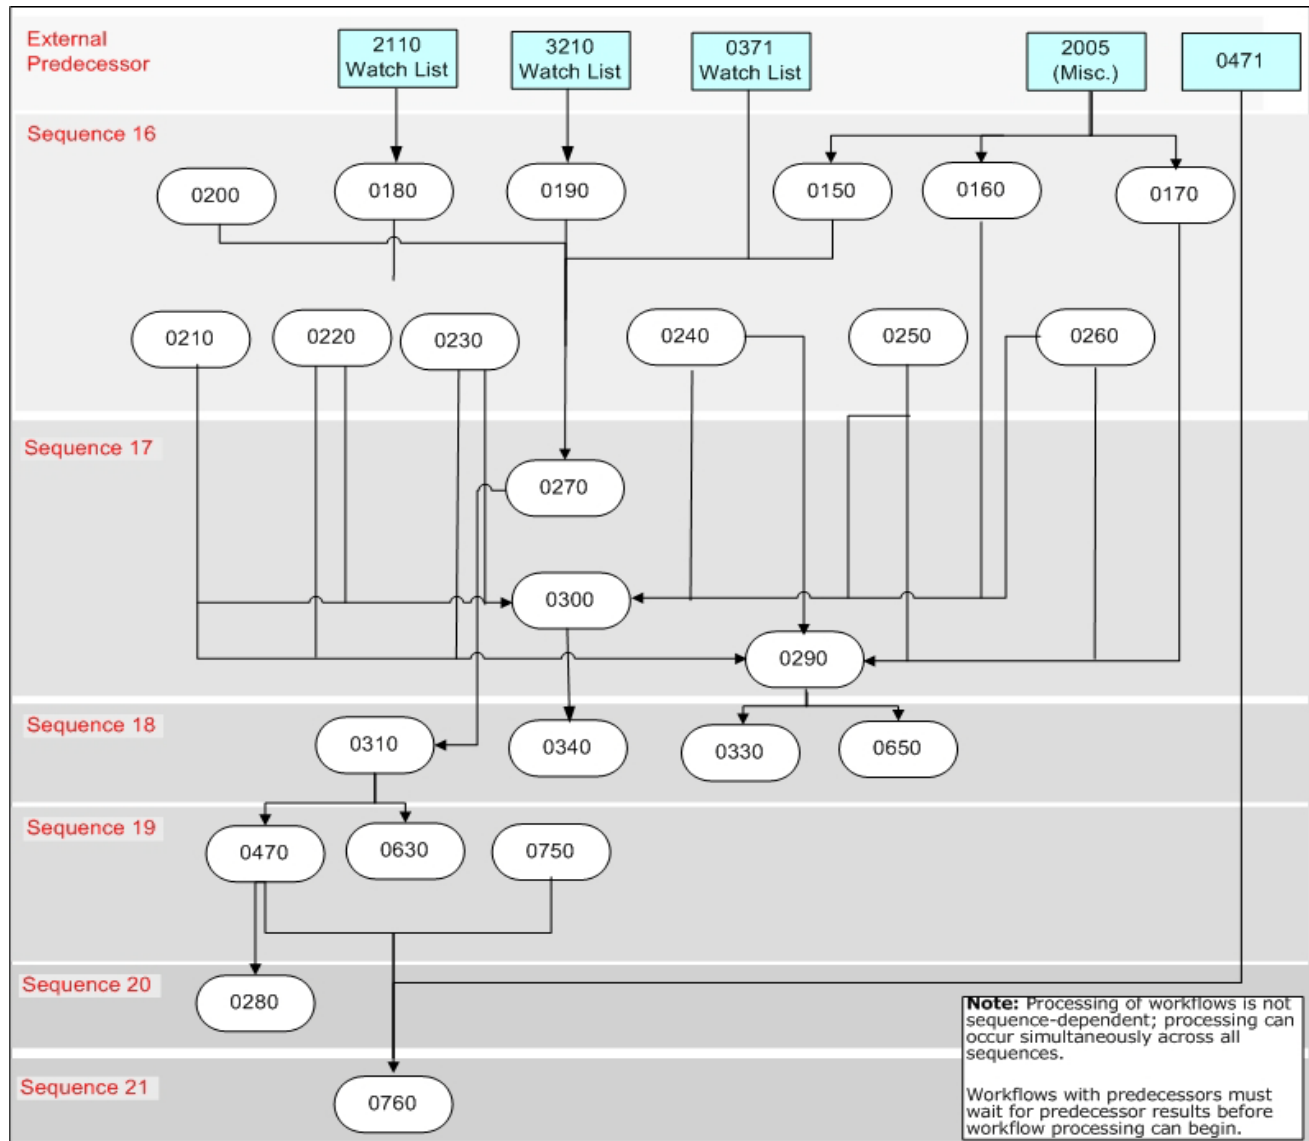 External
Predecessor
2110
Watch List
3210
Watch List
0371
Watch List
2005
(Misc.)
0471
Sequence 16
0200
0180
0190
0150
0160
0170
0210
0220
0230
0240
0250
0260
Sequence 17
0270
0300
0290
Sequence 18
0310
0340
0330
0650
Sequence 19
0470
0630
0750
Sequence 20
0280
Note: Processing of workflows is not
sequence-dependent; processing can
occur simultaneously across all
sequences.
Workflows with predecessors must
wait for predecessor results before
workflow processing can begin.
Sequence 21
0760